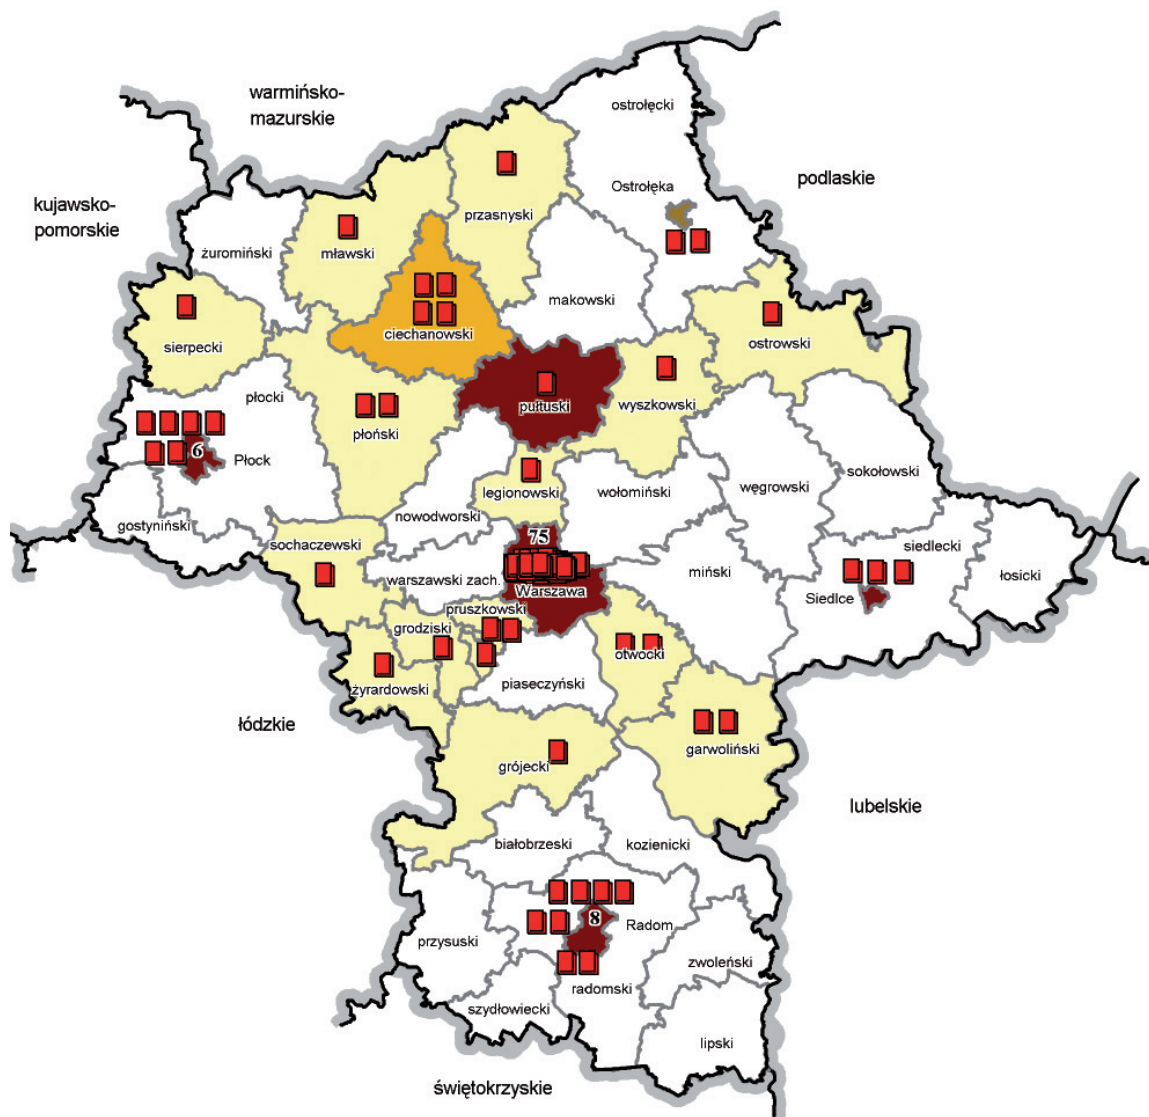 warmińsko-
mazurskie
ostrołęcki
podlaskie
Ostrołęka
kujawsko-
pomorskie
przasnyski
żuromiński
mławski
makowski
ciechanowski
sierpecki
ostrowski
płocki
pułtuski
wyszkowski
płoński
6
Płock
sokołowski
legionowski
wołomiński
węgrowski
nowodworski
gostyniński
75
sochaczewski
siedlecki
warszawski zach.
miński
łosicki
Warszawa
Siedlce
pruszkowski
grodziski
otwocki
piaseczyński
żyrardowski
łódzkie
garwoliński
grójecki
lubelskie
białobrzeski
kozienicki
8
Radom
przysuski
zwoleński
radomski
szydłowiecki
lipski
świętokrzyskie